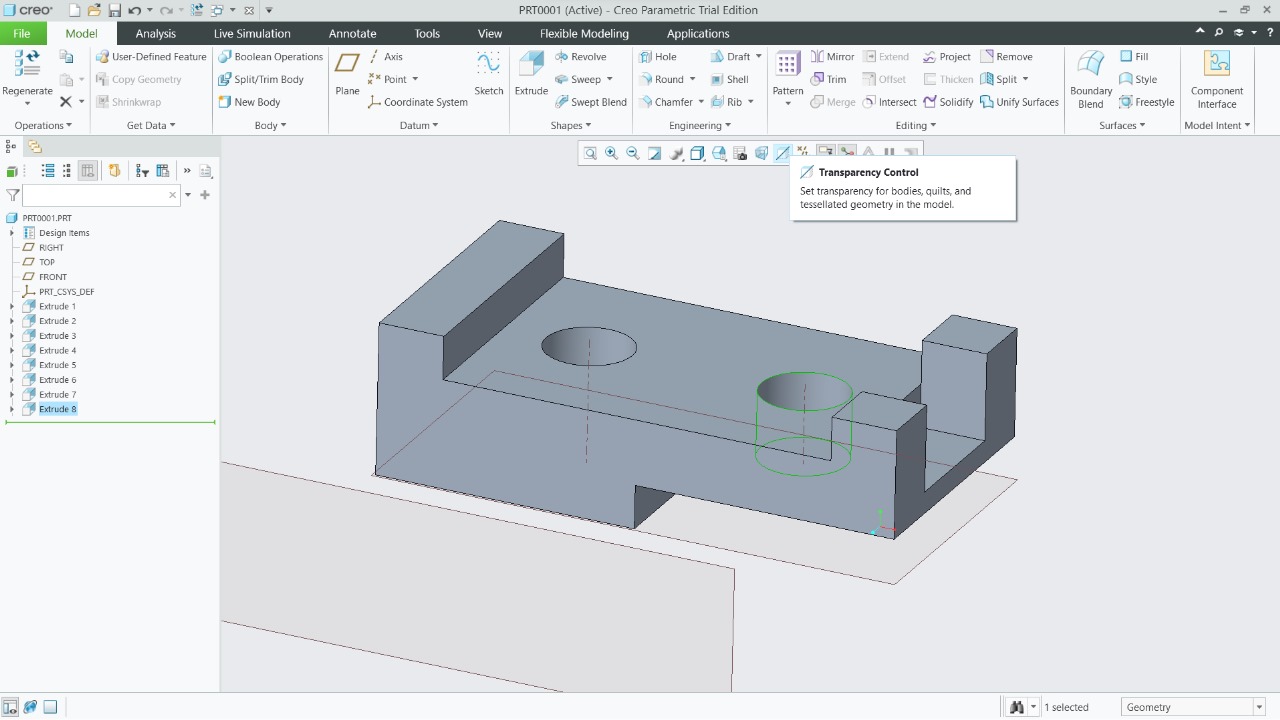 creo
PRT0001 (Active) - Creo Parametric Trial Edition
File Model Analysis Live Simulation Annotate Tools View Flexible Modeling Applications
Regenerate
Operations
User-Defined Feature
Copy Geometry
Shrinkwrap
Get Data
Boolean Operations
Split/Trim Body
New Body
Body
Plane
Axis
Point
Coordinate System
Sketch
Datum
Extrude
Revolve
Sweep
Swept Blend
Shapes
Hole Draft
Round Shell
Chamfer Rib
Engineering
Pattern
Mirror Extend Project Remove
Trim Offset Thicken Split
Merge Intersect Solidify Unify Surfaces
Editing
Boundary
Blend
Fill
Style
Freestyle
Surfaces
Component
Interface
Model Intent
Transparency Control
Set transparency for bodies, quilts, and
tessellated geometry in the model.
PRT0001.PRT
Design Items
RIGHT
TOP
FRONT
PRT_CSYS_DEF
Extrude 1
Extrude 2
Extrude 3
Extrude 4
Extrude 5
Extrude 6
Extrude 7
Extrude 8
1 selected
Geometry